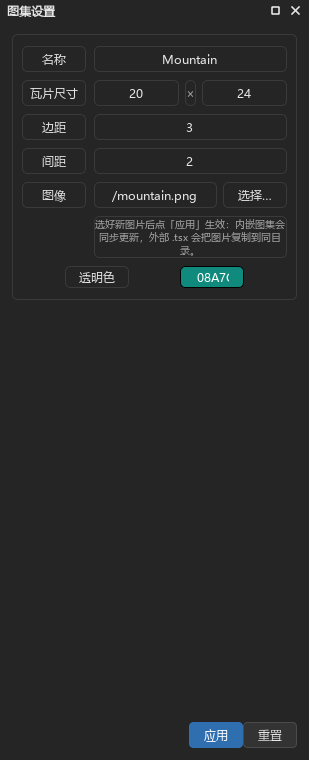 图集设置
名称 Mountain
瓦片尺寸 20 × 24
边距 3
间距 2
图像 /mountain.png 选择...
选好新图片后点「应用」生效：内嵌图集会
同步更新，外部 .tsx 会把图片复制到同目
录。
透明色
应用 重置